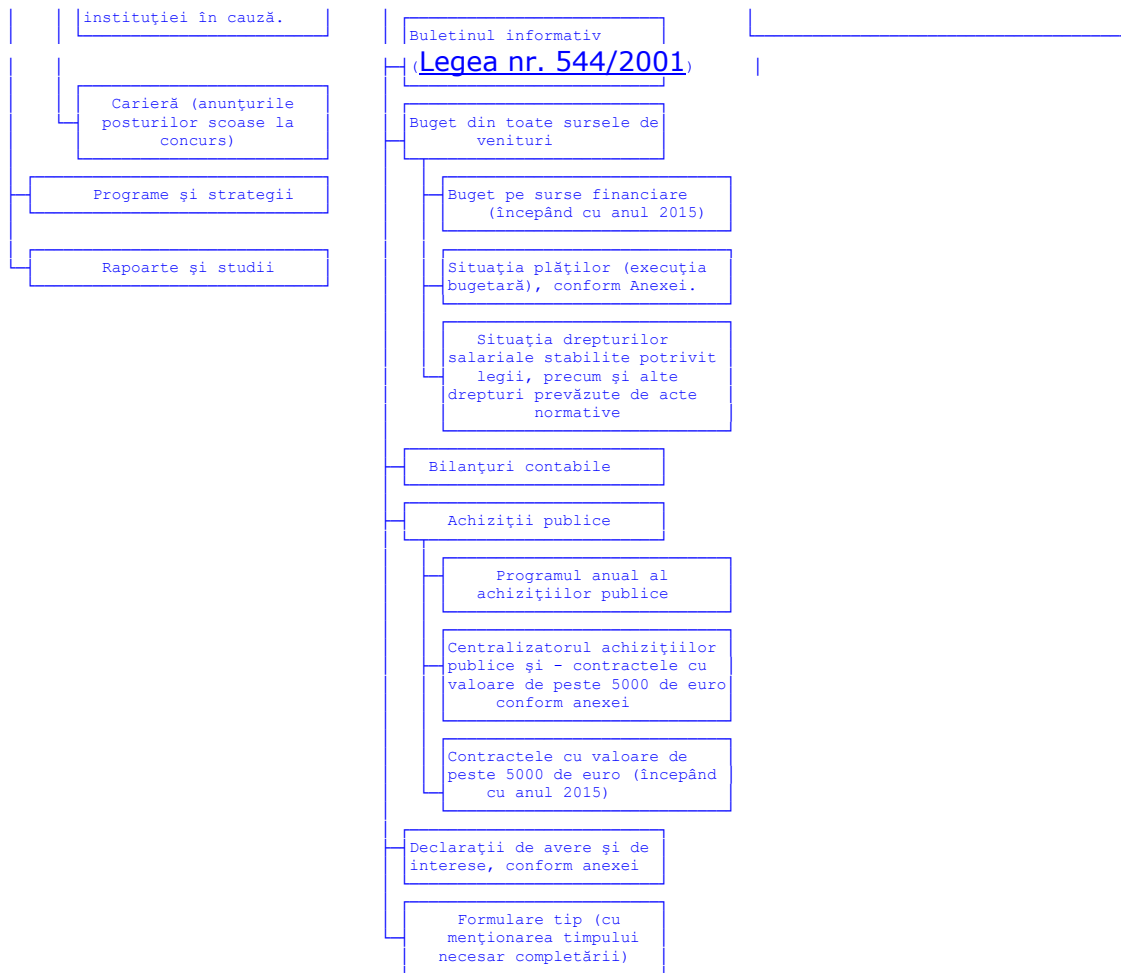 instituţiei în cauză.
Carieră (anunţurile
posturilor scoase la
concurs)
Programe şi strategii
Rapoarte şi studii
Buletinul informativ
(Legea nr. 544/2001)
Buget din toate sursele de
venituri
Buget pe surse financiare
(începând cu anul 2015)
Situaţia plăţilor (execuţia
bugetară), conform Anexei.
Situaţia drepturilor
salariale stabilite potrivit
legii, precum şi alte
drepturi prevăzute de acte
normative
Bilanţuri contabile
Achiziţii publice
Programul anual al
achiziţiilor publice
Centralizatorul achiziţiilor
publice şi - contractele cu
valoare de peste 5000 de euro
conform anexei
Contractele cu valoare de
peste 5000 de euro (începând
cu anul 2015)
Declaraţii de avere şi de
interese, conform anexei
Formulare tip (cu
menţionarea timpului
necesar completării)